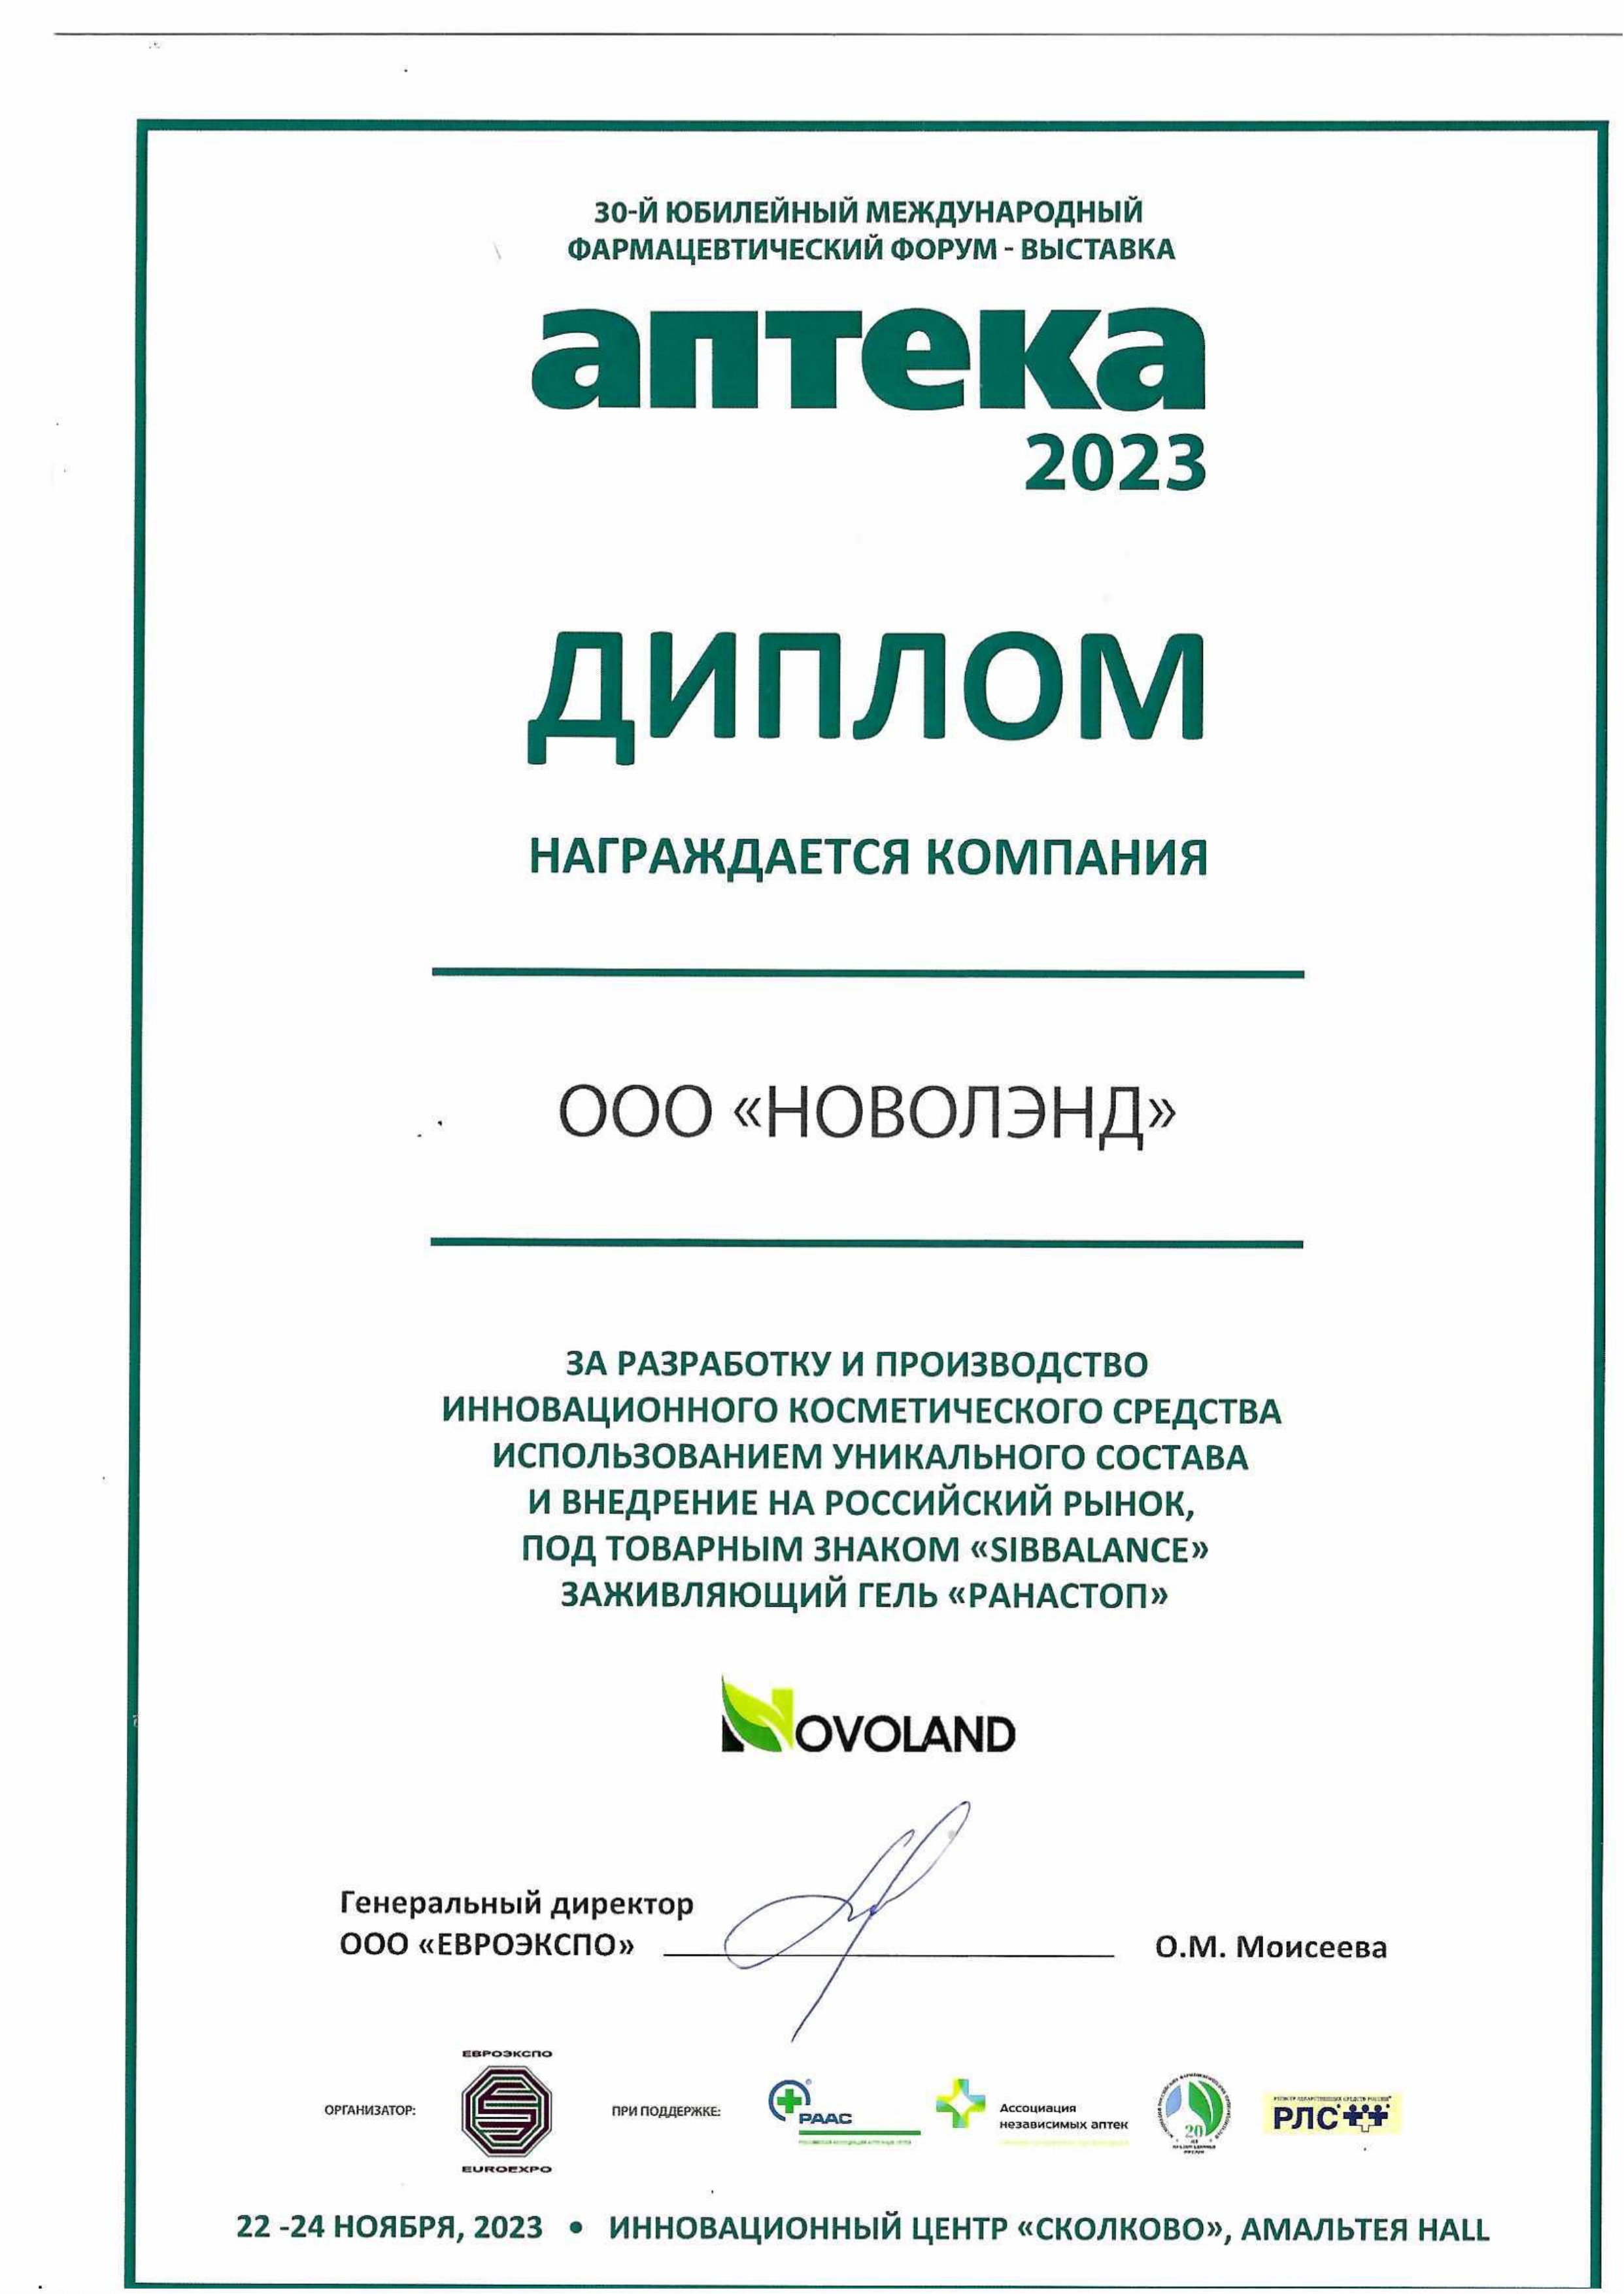 30-Й ЮБИЛЕЙНЫЙ МЕЖДУНАРОДНЫЙ
ФАРМАЦЕВТИЧЕСКИЙ ФОРУМ - ВЫСТАВКА
аптека
2023
ДИПЛОМ
НАГРАЖДАЕТСЯ КОМПАНИЯ
ООО «НОВОЛЭНД»
ЗА РАЗРАБОТКУ И ПРОИЗВОДСТВО
ИННОВАЦИОННОГО КОСМЕТИЧЕСКОГО СРЕДСТВА
ИСПОЛЬЗОВАНИЕМ УНИКАЛЬНОГО СОСТАВА
И ВНЕДРЕНИЕ НА РОССИЙСКИЙ РЫНОК,
ПОД ТОВАРНЫМ ЗНАКОМ «SIBBALANCE»
ЗАЖИВЛЯЮЩИЙ ГЕЛЬ «РАНАСТОП»
NOVOLAND
Генеральный директор
ООО «ЕВРОЭКСПО»
О.М. Моисеева
ЕВРОЭКСПО
ОРГАНИЗАТОР:
EUROEXPO
ПРИ ПОДДЕРЖКЕ:
РААС
Ассоциация
независимых аптек
20
РЛС
22 -24 НОЯБРЯ, 2023 • ИННОВАЦИОННЫЙ ЦЕНТР «СКОЛКОВО», АМАЛЬТЕЯ HALL